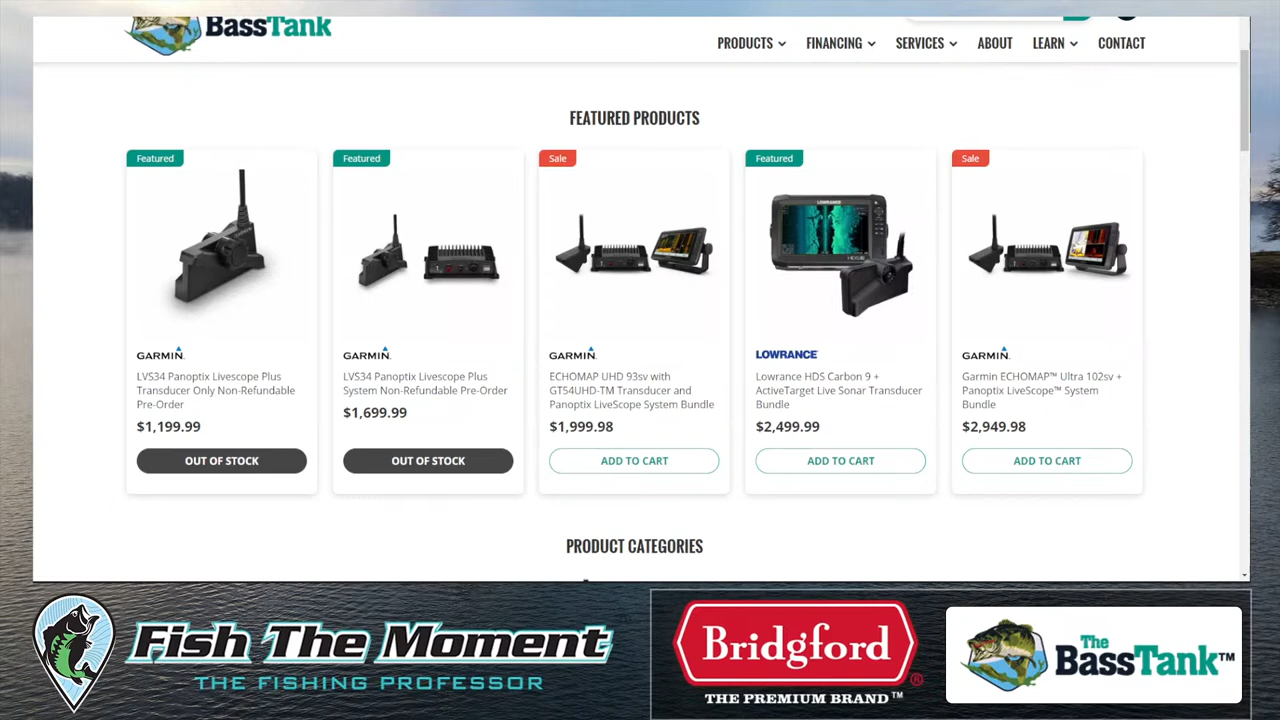 BassTank
PRODUCTS
FINANCING
SERVICES
ABOUT
LEARN
CONTACT
FEATURED PRODUCTS
Featured
GARMIN
LVS34 Panoptix Livescope Plus
Transducer Only Non-Refundable
Pre-Order
$1,199.99
OUT OF STOCK
Featured
GARMIN
LVS34 Panoptix Livescope Plus
System Non-Refundable Pre-Order
$1,699.99
OUT OF STOCK
Sale
GARMIN
ECHOMAP UHD 93sv with
GT54UHD-TM Transducer and
Panoptix LiveScope System Bundle
$1,999.98
ADD TO CART
Featured
LOWRANCE
LOWRANCE
Lowrance HDS Carbon 9 +
ActiveTarget Live Sonar Transducer
Bundle
$2,499.99
ADD TO CART
Sale
GARMIN
Garmin ECHOMAP™ Ultra 102sv +
Panoptix LiveScope™ System
Bundle
$2,949.98
ADD TO CART
PRODUCT CATEGORIES
Fish The Moment
THE FISHING PROFESSOR
Bridgford®
THE PREMIUM BRAND™
The
BassTank™